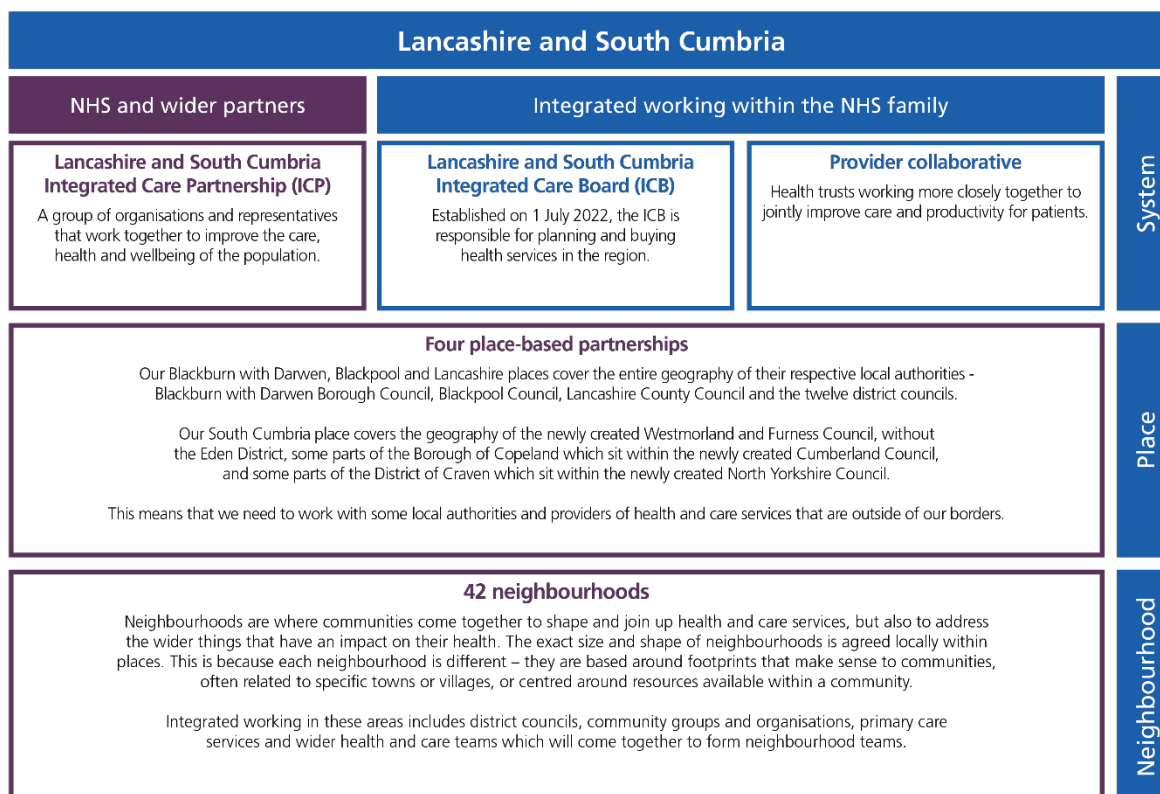 Lancashire and South Cumbria
NHS and wider partners
Integrated working within the NHS family
System
Lancashire and South Cumbria
Integrated Care Partnership (ICP)
A group of organisations and representatives
that work together to improve the care,
health and wellbeing of the population.
Lancashire and South Cumbria
Integrated Care Board (ICB)
Established on 1 July 2022, the ICB is
responsible for planning and buying
health services in the region.
Provider collaborative
Health trusts working more closely together to
jointly improve care and productivity for patients.
Place
Four place-based partnerships
Our Blackburn with Darwen, Blackpool and Lancashire places cover the entire geography of their respective local authorities -
Blackburn with Darwen Borough Council, Blackpool Council, Lancashire County Council and the twelve district councils.
Our South Cumbria place covers the geography of the newly created Westmorland and Furness Council, without
the Eden District, some parts of the Borough of Copeland which sit within the newly created Cumberland Council,
and some parts of the District of Craven which sit within the newly created North Yorkshire Council.
This means that we need to work with some local authorities and providers of health and care services that are outside of our borders.
Neighbourhood
42 neighbourhoods
Neighbourhoods are where communities come together to shape and join up health and care services, but also to address
the wider things that have an impact on their health. The exact size and shape of neighbourhoods is agreed locally within
places. This is because each neighbourhood is different – they are based around footprints that make sense to communities,
often related to specific towns or villages, or centred around resources available within a community.
Integrated working in these areas includes district councils, community groups and organisations, primary care
services and wider health and care teams which will come together to form neighbourhood teams.